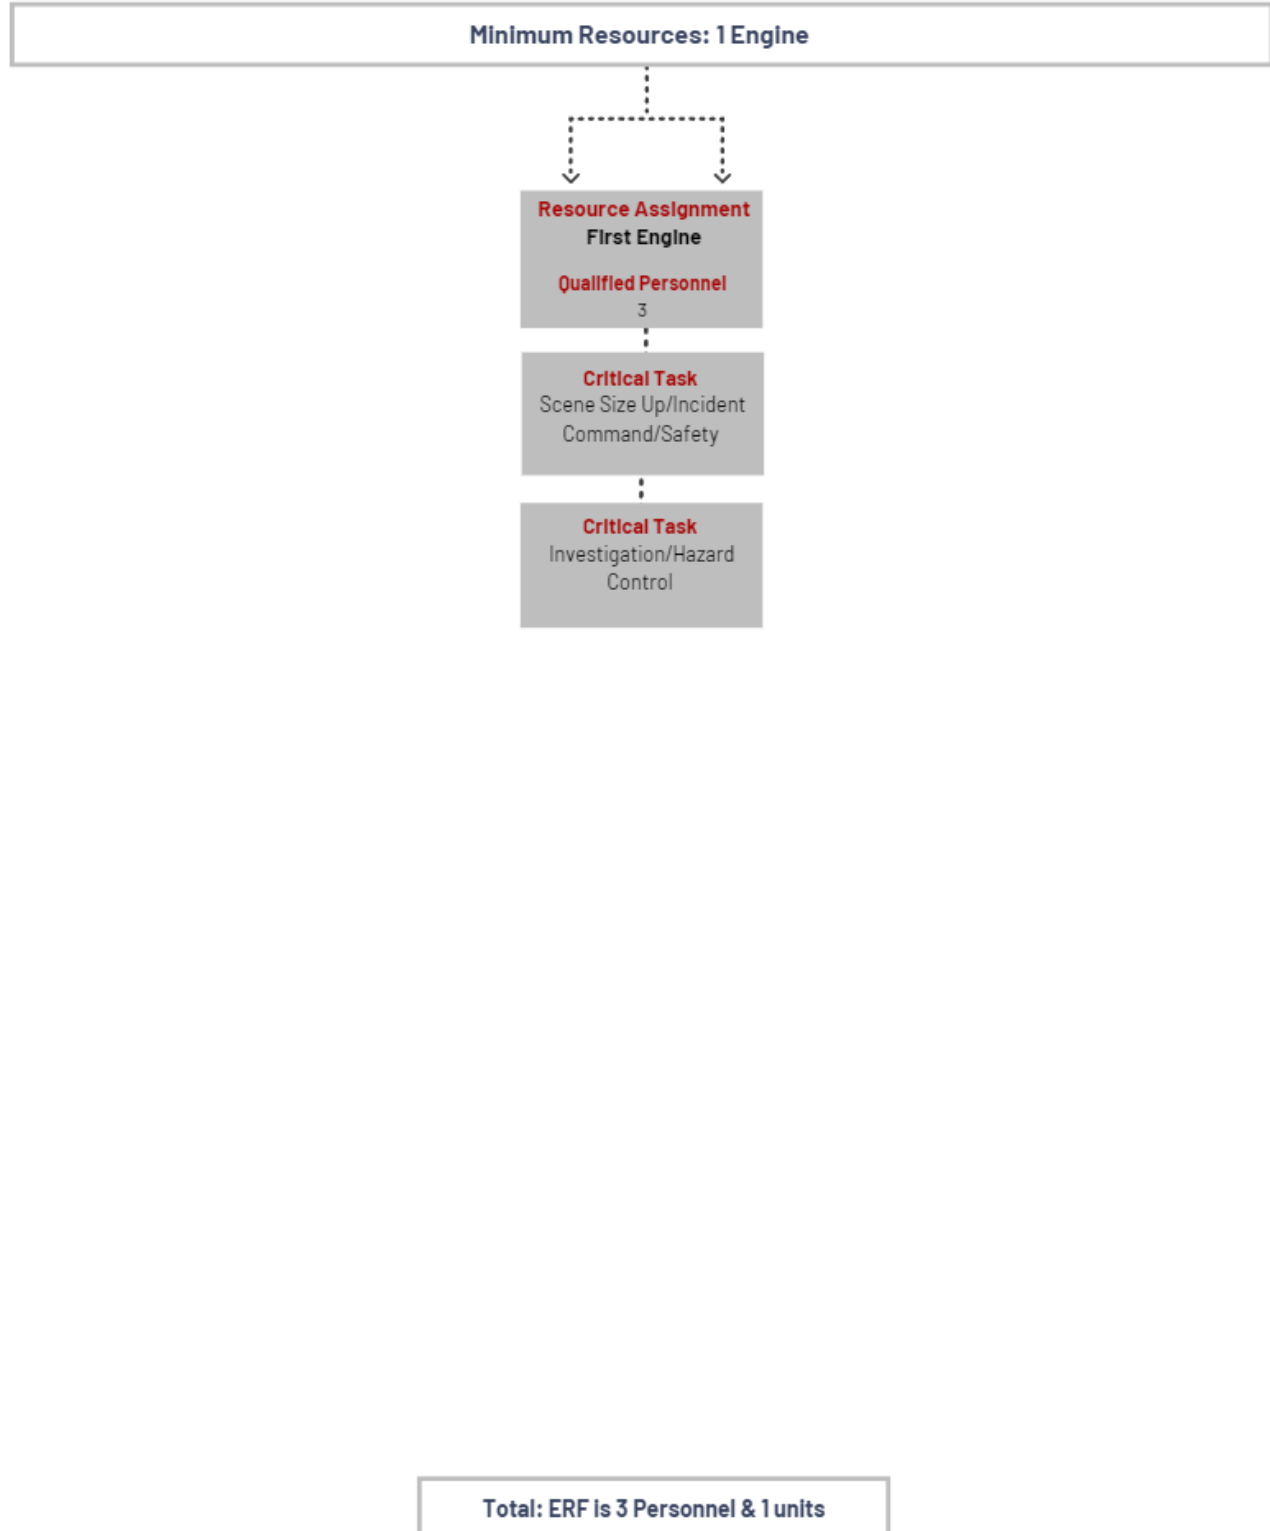 Minimum Resources: 1 Engine
Resource Assignment
First Engine
Qualified Personnel
3
Critical Task
Scene Size Up/Incident
Command/Safety
Critical Task
Investigation/Hazard
Control
Total: ERF is 3 Personnel & 1 units